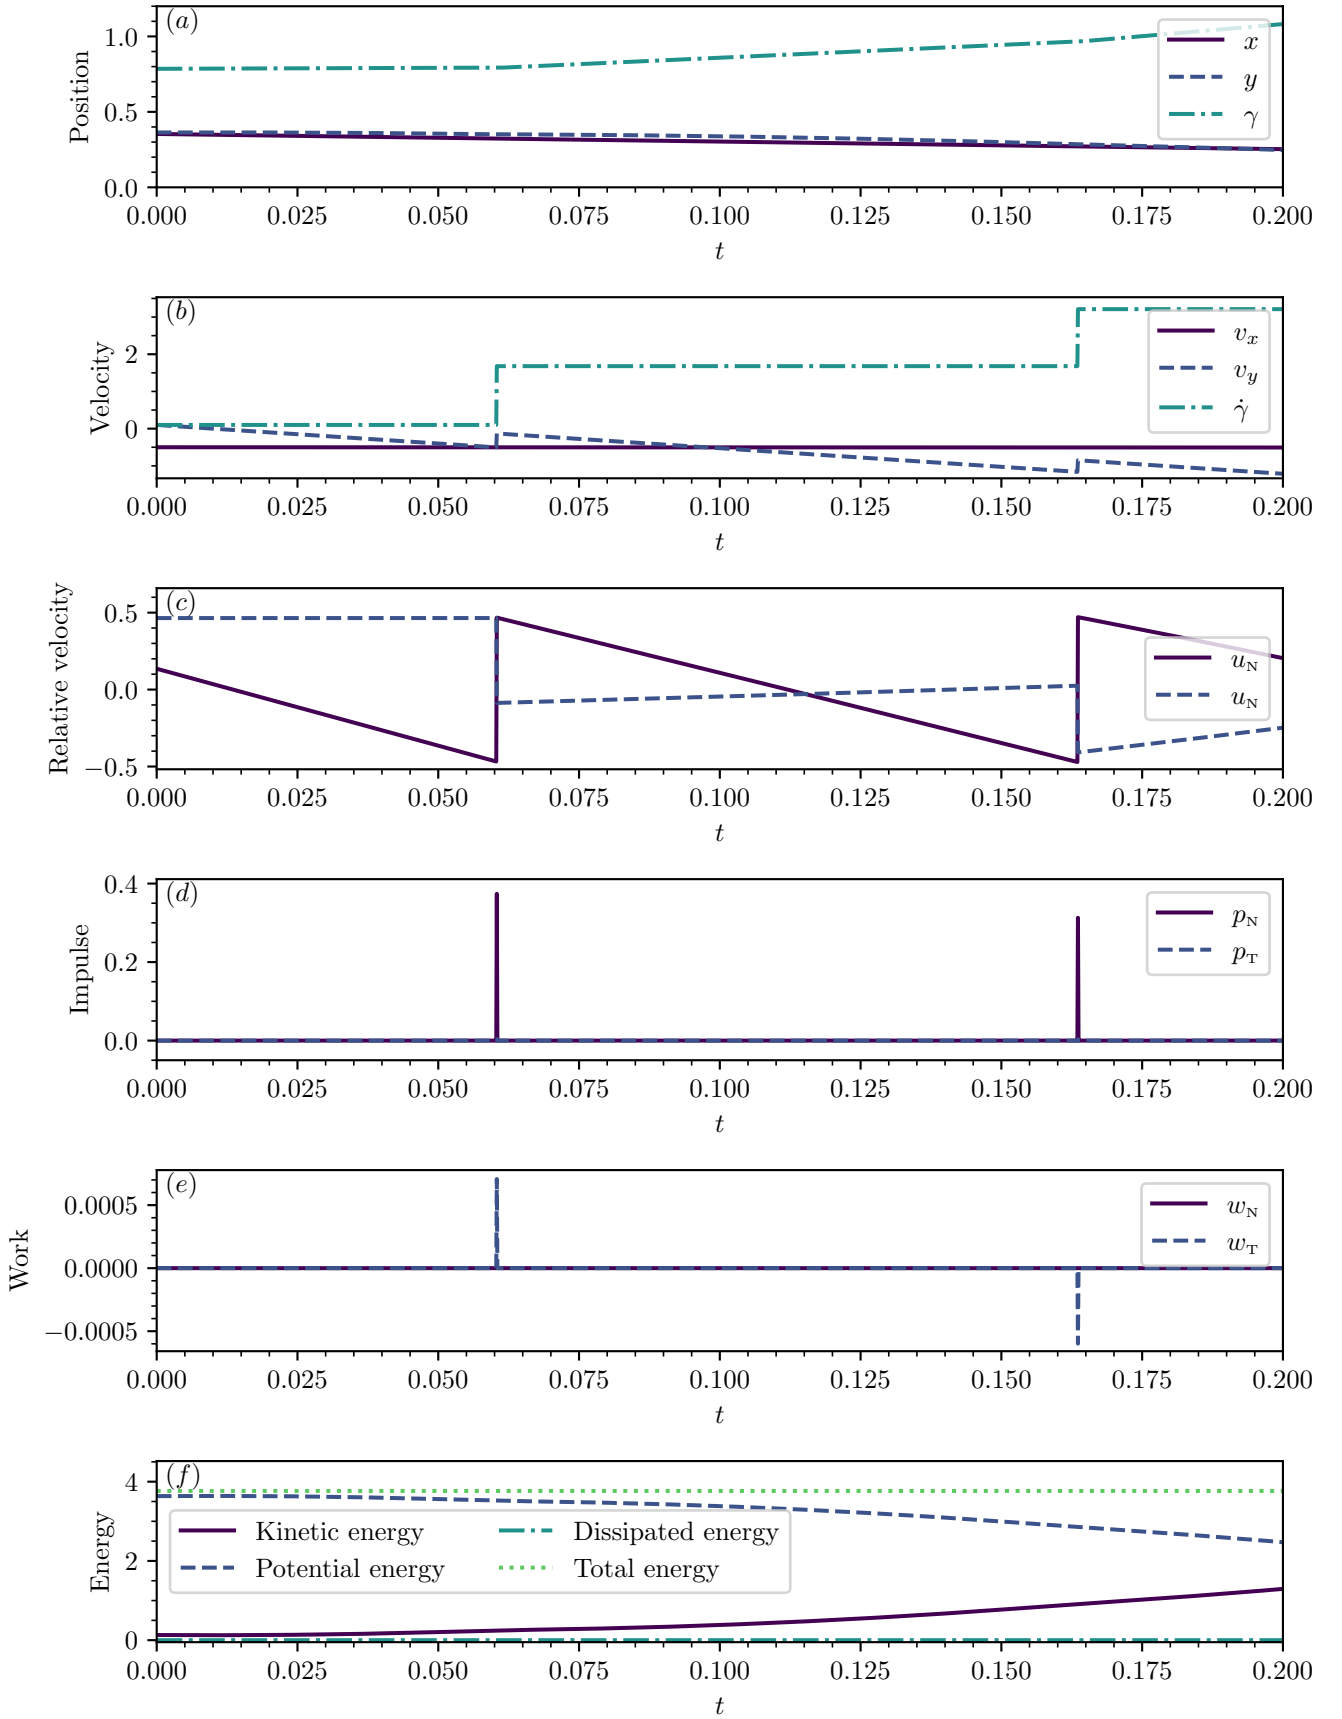 (a)
Position
1.0
0.5
0.0
x
y
γ
0.000 0.025 0.050 0.075 0.100 0.125 0.150 0.175 0.200
t
(b)
Velocity
2
0
v_x
v_y
γ̇
0.000 0.025 0.050 0.075 0.100 0.125 0.150 0.175 0.200
t
(c)
Relative velocity
0.5
0.0
−0.5
u_N
u_N
0.000 0.025 0.050 0.075 0.100 0.125 0.150 0.175 0.200
t
(d)
Impulse
0.4
0.2
0.0
p_N
p_T
0.000 0.025 0.050 0.075 0.100 0.125 0.150 0.175 0.200
t
(e)
Work
0.0005
0.0000
−0.0005
w_N
w_T
0.000 0.025 0.050 0.075 0.100 0.125 0.150 0.175 0.200
t
(f)
Energy
4
2
0
Kinetic energy
Potential energy
Dissipated energy
Total energy
0.000 0.025 0.050 0.075 0.100 0.125 0.150 0.175 0.200
t